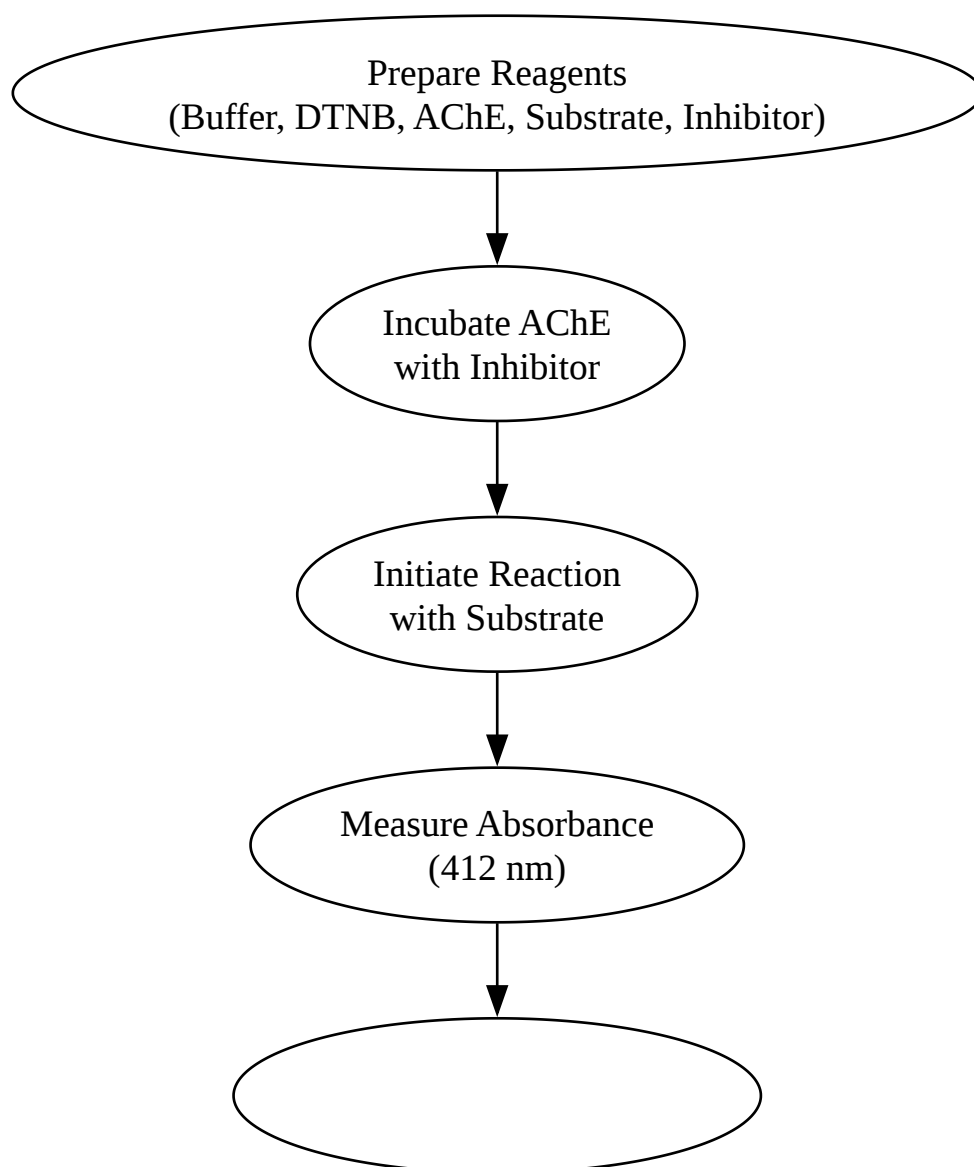 Prepare Reagents
(Buffer, DTNB, AChE, Substrate, Inhibitor)
Incubate AChE
with Inhibitor
Initiate Reaction
with Substrate
Measure Absorbance
(412 nm)